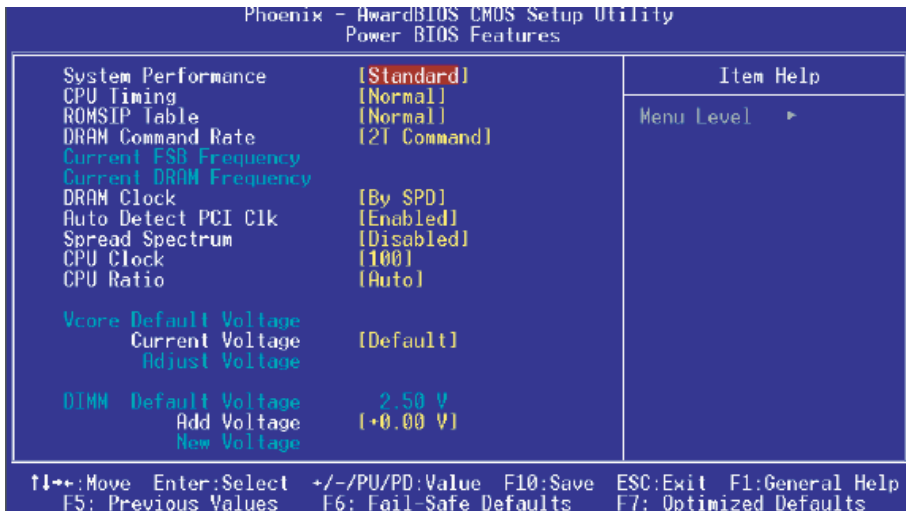 Phoenix - AwardBIOS CMOS Setup Utility
Power BIOS Features
System Performance [Standard]
CPU Timing [Normal]
ROMSIP Table [Normal]
DRAM Command Rate [2T Command]
Current FSB Frequency
Current DRAM Frequency
DRAM Clock [By SPD]
Auto Detect PCI Clk [Enabled]
Spread Spectrum [Disabled]
CPU Clock [100]
CPU Ratio [Auto]
Vcore Default Voltage
Current Voltage [Default]
Adjust Voltage
DIMM Default Voltage 2.50 V
Add Voltage [+0.00 V]
New Voltage
Item Help
Menu Level ▸
↑↓→←:Move Enter:Select +/-/PU/PD:Value F10:Save ESC:Exit F1:General Help
F5: Previous Values F6: Fail-Safe Defaults F7: Optimized Defaults